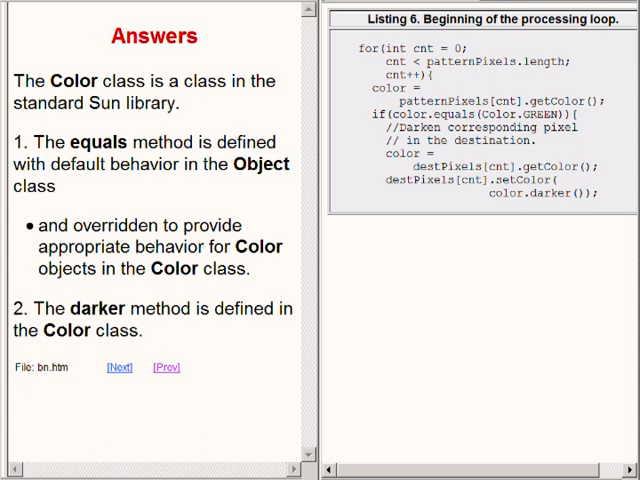 Answers
The Color class is a class in the
standard Sun library.
1. The equals method is defined
with default behavior in the Object
class
• and overridden to provide
appropriate behavior for Color
objects in the Color class.
2. The darker method is defined in
the Color class.
File: bn.htm [Next] [Prev]
Listing 6. Beginning of the processing loop.
for(int cnt = 0;
cnt < patternPixels.length;
cnt++){
color =
patternPixels[cnt].getColor();
if(color.equals(Color.GREEN)){
//Darken corresponding pixel
// in the destination.
color =
destPixels[cnt].getColor();
destPixels[cnt].setColor(
color.darker());